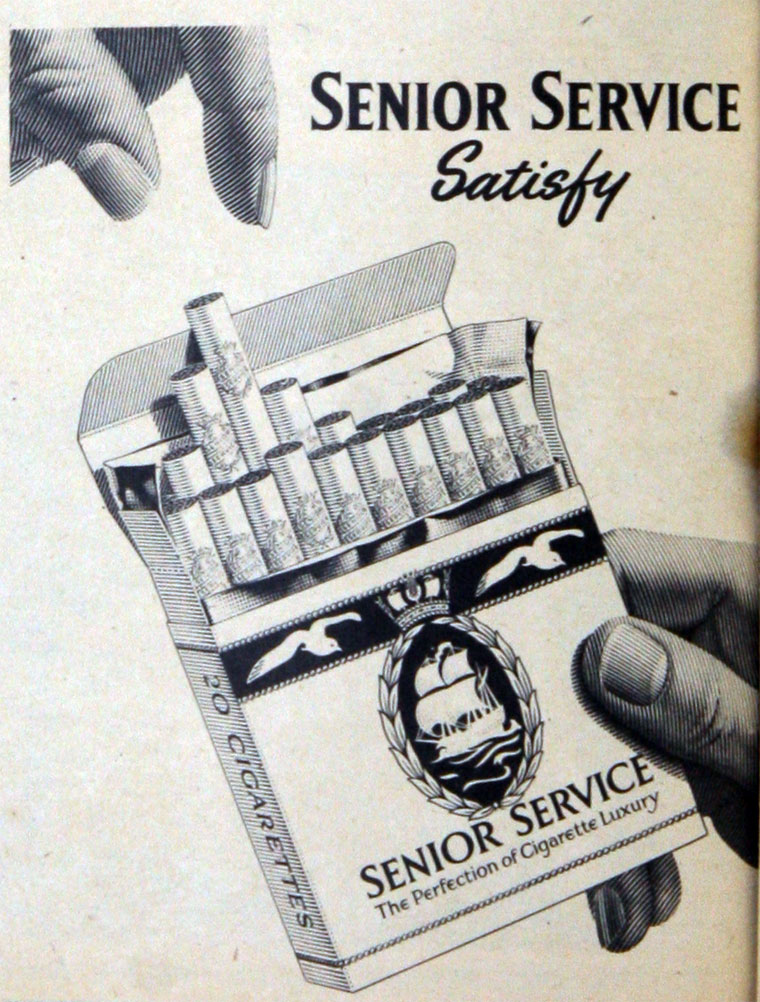 SENIOR SERVICE
Satisfy
20 CIGARETTES
SENIOR SERVICE
The Perfection of Cigarette Luxury